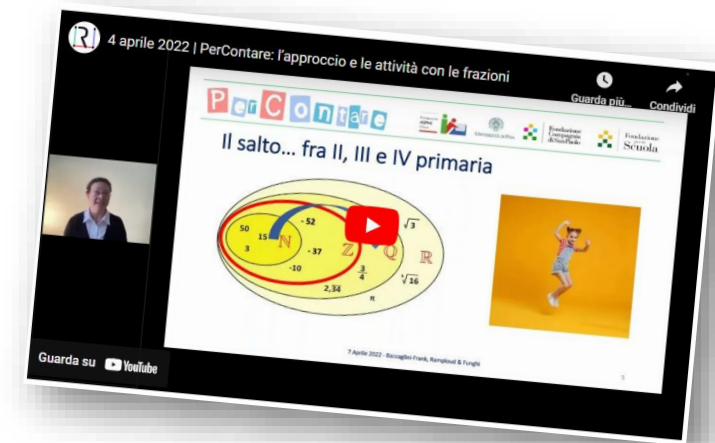 4 aprile 2022 | PerContare: l'approccio e le attività con le frazioni
Guarda più...
Condividi
PerContare
Fondazione
Compagnia
di San Paolo
Fondazione
Scuola
Il salto... fra II, III e IV primaria
50
15
3
N
- 52
- 37
-10
Z
3
4
2,34
Q
π
√3
R
√16
7 Aprile 2022 - Baccaglini-Frank, Ramploud & Funghi
Guarda su YouTube